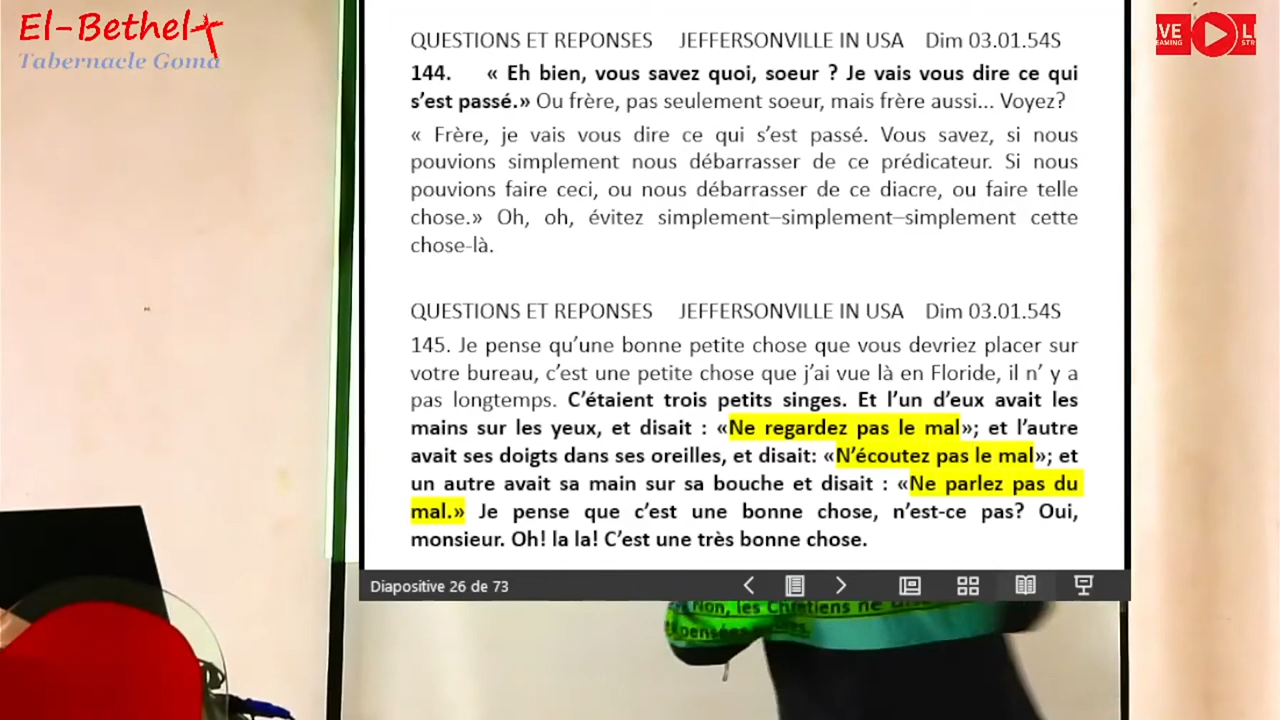 El-Bethel
Tabernacle Goma
QUESTIONS ET REPONSES JEFFERSONVILLE IN USA Dim 03.01.54S
144. « Eh bien, vous savez quoi, soeur ? Je vais vous dire ce qui
s’est passé.» Ou frère, pas seulement soeur, mais frère aussi... Voyez?
« Frère, je vais vous dire ce qui s’est passé. Vous savez, si nous
pouvions simplement nous débarrasser de ce prédicateur. Si nous
pouvions faire ceci, ou nous débarrasser de ce diacre, ou faire telle
chose.» Oh, oh, évitez simplement–simplement–simplement cette
chose-là.
QUESTIONS ET REPONSES JEFFERSONVILLE IN USA Dim 03.01.54S
145. Je pense qu’une bonne petite chose que vous devriez placer sur
votre bureau, c’est une petite chose que j’ai vue là en Floride, il n’ y a
pas longtemps. C’étaient trois petits singes. Et l’un d’eux avait les
mains sur les yeux, et disait : «Ne regardez pas le mal»; et l’autre
avait ses doigts dans ses oreilles, et disait: «N’écoutez pas le mal»; et
un autre avait sa main sur sa bouche et disait : «Ne parlez pas du
mal.» Je pense que c’est une bonne chose, n’est-ce pas? Oui,
monsieur. Oh! la la! C’est une très bonne chose.
Diapositive 26 de 73
Non, les Chrétiens ne